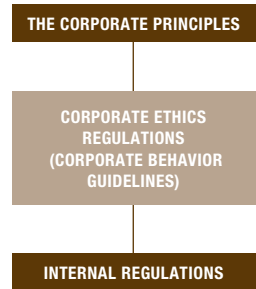 THE CORPORATE PRINCIPLES
CORPORATE ETHICS
REGULATIONS
(CORPORATE BEHAVIOR
GUIDELINES)
INTERNAL REGULATIONS